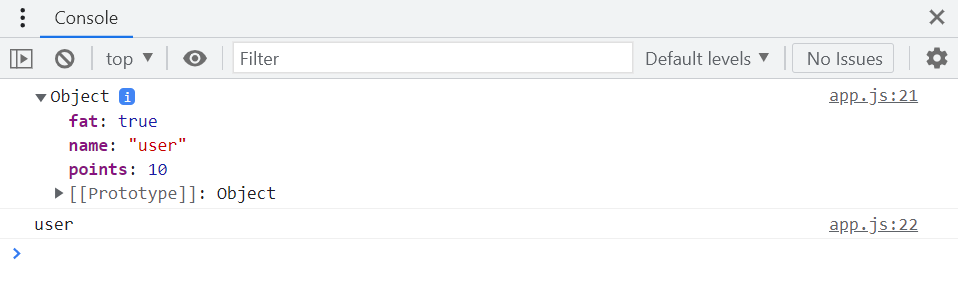 Console
top Filter Default levels No Issues
Object i app.js:21
fat: true
name: "user"
points: 10
[[Prototype]]: Object
user app.js:22